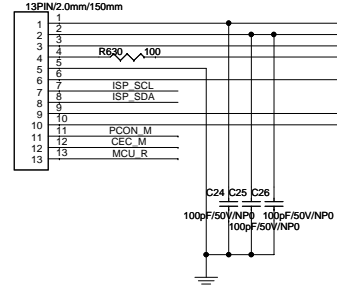 13PIN/2.0mm/150mm
1 1
2 2
3 3
4 4 R630 100
5 5
6 6
7 7 ISP_SCL
8 8 ISP_SDA
9 9
10 10
11 11 PCON_M
12 12 CEC_M
13 13 MCU_R
C24 C25 C26
100pF/50V/NP0 100pF/50V/NP0
100pF/50V/NP0